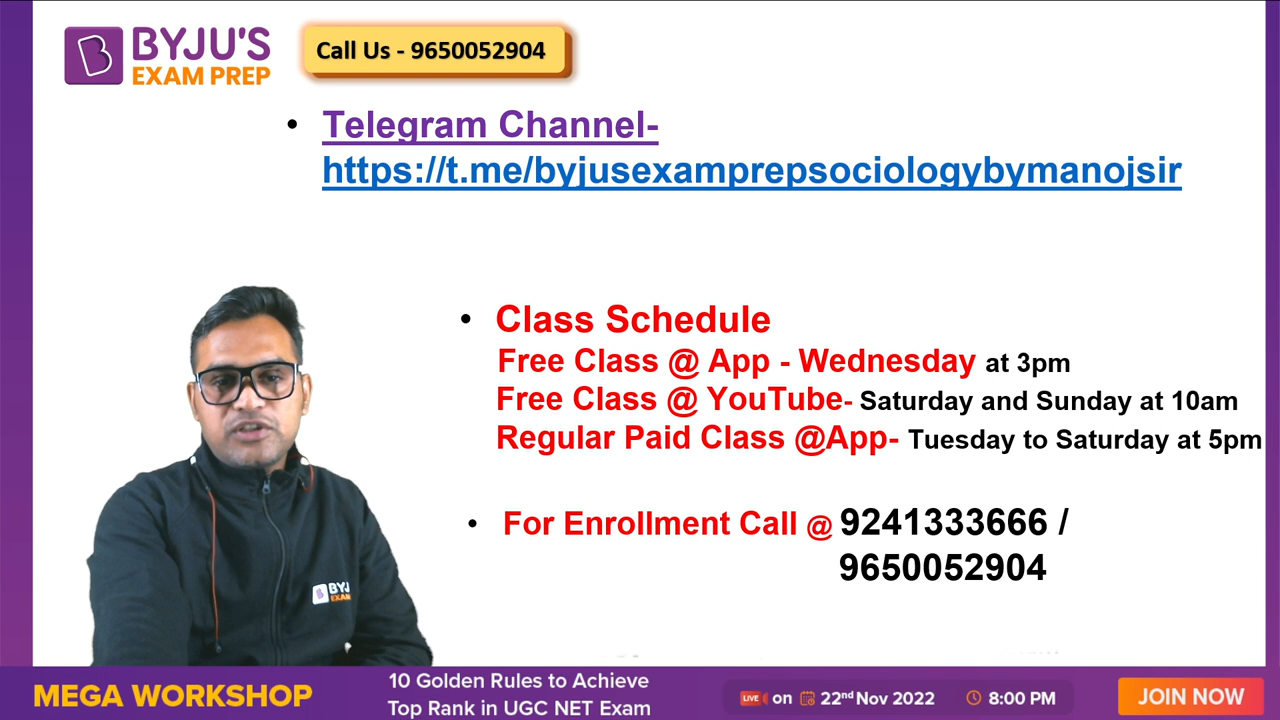 BYJU'S
EXAM PREP
Call Us - 9650052904
• Telegram Channel-
https://t.me/byjusexamprepsociologybymanojsir
• Class Schedule
Free Class @ App - Wednesday at 3pm
Free Class @ YouTube- Saturday and Sunday at 10am
Regular Paid Class @App- Tuesday to Saturday at 5pm
• For Enrollment Call @ 9241333666 /
9650052904
BYJ
EXAM
MEGA WORKSHOP
10 Golden Rules to Achieve
Top Rank in UGC NET Exam
LIVE on 22nd Nov 2022 8:00 PM
JOIN NOW